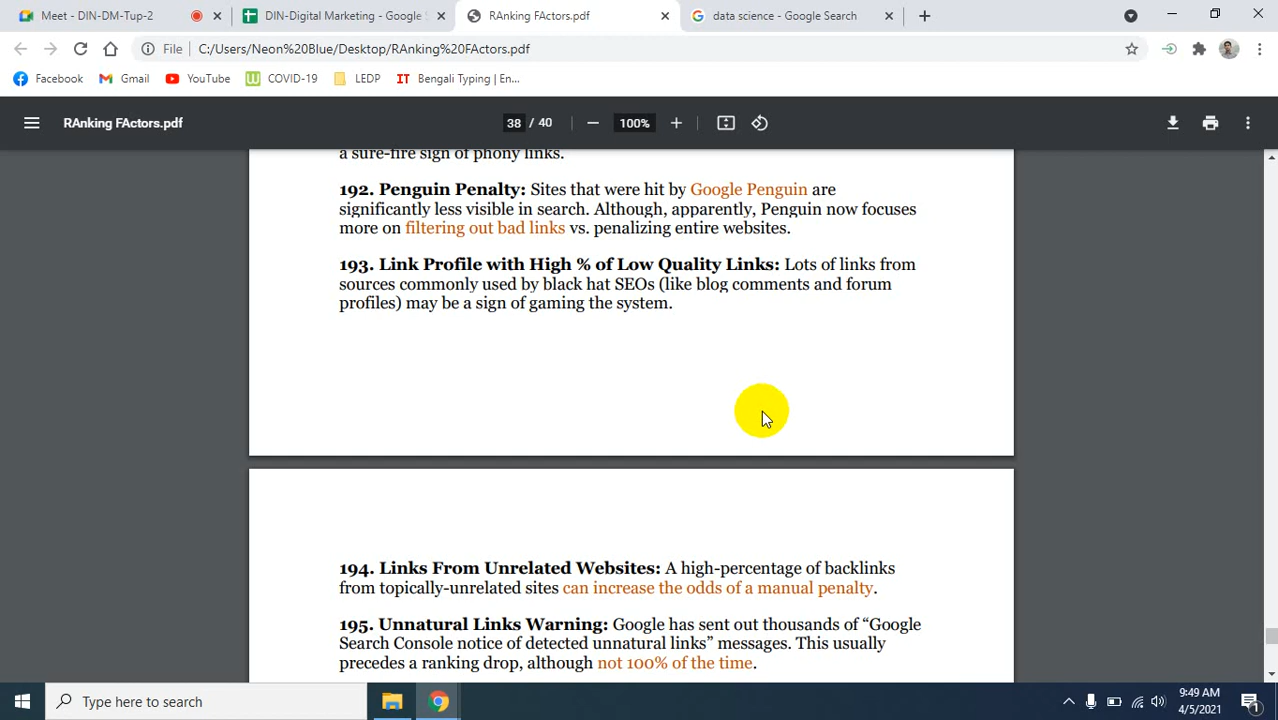 Meet - DIN-DM-Tup-2
DIN-Digital Marketing - Google S
RAnking FActors.pdf
data science - Google Search
File
C:/Users/Neon%20Blue/Desktop/RAnking%20FActors.pdf
Facebook
Gmail
YouTube
COVID-19
LEDP
Bengali Typing | En...
RAnking FActors.pdf
38 / 40
100%
a sure-fire sign of phony links.
192. Penguin Penalty: Sites that were hit by Google Penguin are
significantly less visible in search. Although, apparently, Penguin now focuses
more on filtering out bad links vs. penalizing entire websites.
193. Link Profile with High % of Low Quality Links: Lots of links from
sources commonly used by black hat SEOs (like blog comments and forum
profiles) may be a sign of gaming the system.
194. Links From Unrelated Websites: A high-percentage of backlinks
from topically-unrelated sites can increase the odds of a manual penalty.
195. Unnatural Links Warning: Google has sent out thousands of “Google
Search Console notice of detected unnatural links” messages. This usually
precedes a ranking drop, although not 100% of the time.
Type here to search
9:49 AM
4/5/2021
1